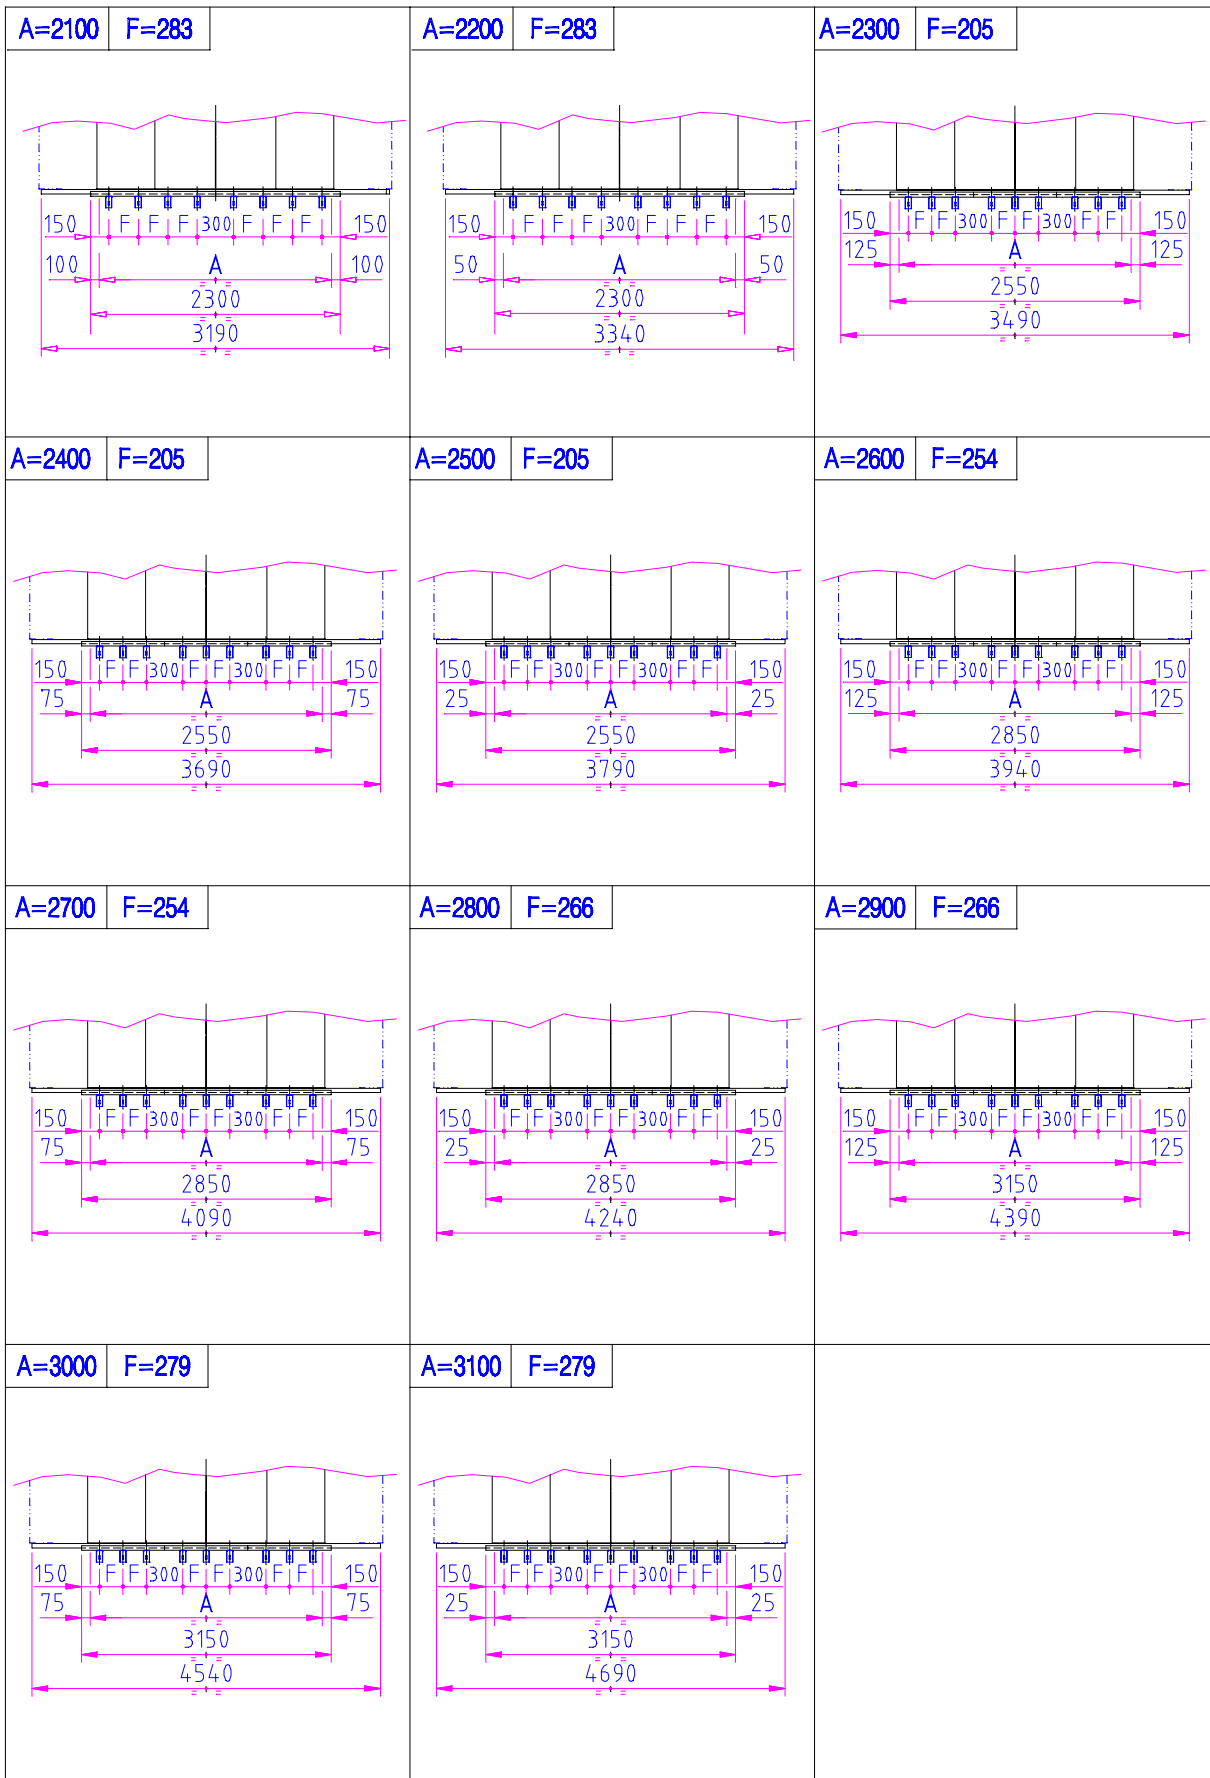 A=2100 F=283
150 F F F 300 F F F 150
100 A 100
= =
2300
= =
3190
= =
A=2200 F=283
150 F F F 300 F F F 150
50 A 50
= =
2300
= =
3340
= =
A=2300 F=205
150 F F 300 F F 300 F F 150
125 A 125
= =
2550
= =
3490
= =
A=2400 F=205
150 F F 300 F F 300 F F 150
75 A 75
= =
2550
= =
3690
= =
A=2500 F=205
150 F F 300 F F 300 F F 150
25 A 25
= =
2550
= =
3790
= =
A=2600 F=254
150 F F 300 F F 300 F F 150
125 A 125
= =
2850
= =
3940
= =
A=2700 F=254
150 F F 300 F F 300 F F 150
75 A 75
= =
2850
= =
4090
= =
A=2800 F=266
150 F F 300 F F 300 F F 150
25 A 25
= =
2850
= =
4240
= =
A=2900 F=266
150 F F 300 F F 300 F F 150
125 A 125
= =
3150
= =
4390
= =
A=3000 F=279
150 F F 300 F F 300 F F 150
75 A 75
= =
3150
= =
4540
= =
A=3100 F=279
150 F F 300 F F 300 F F 150
25 A 25
= =
3150
= =
4690
= =